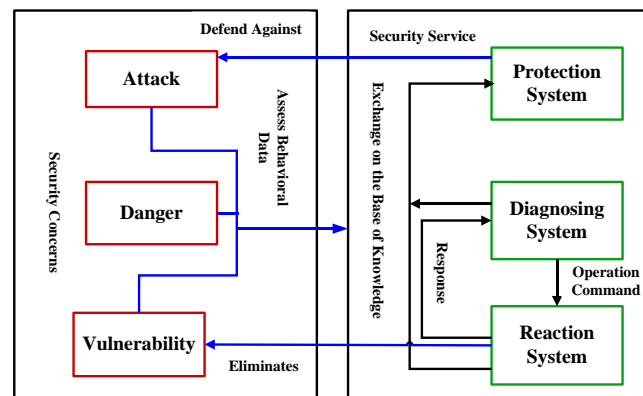 Defend Against
Security Service
Attack
Protection
System
Assess Behavioral
Data
Exchange on the Base of Knowledge
Security Concerns
Danger
Diagnosing
System
Response
Operation
Command
Vulnerability
Reaction
System
Eliminates